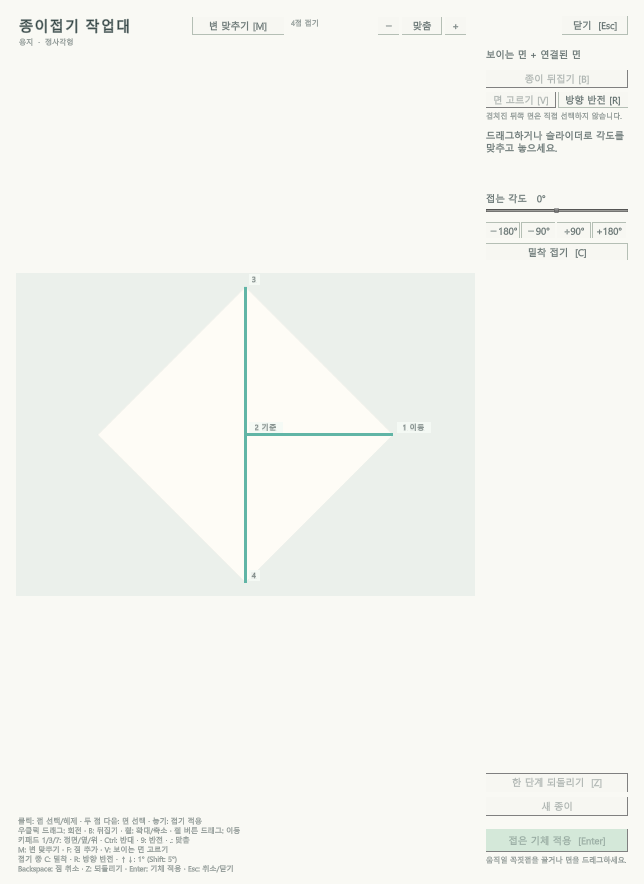 종이접기 작업대
용지 · 정사각형
변 맞추기 [M]
4점 접기
− 맞춤 +
닫기 [Esc]
보이는 면 + 연결된 면
종이 뒤집기 [B]
면 고르기 [V] 방향 반전 [R]
겹쳐진 뒤쪽 면은 직접 선택하지 않습니다.
드래그하거나 슬라이더로 각도를
맞추고 놓으세요.
접는 각도 0°
−180° −90° +90° +180°
밀착 접기 [C]
3
2 기준
1 이동
4
한 단계 되돌리기 [Z]
새 종이
접은 기체 적용 [Enter]
움직일 꼭짓점을 끌거나 면을 드래그하세요.
클릭: 점 선택/해제 · 두 점 다음: 면 선택 · 놓기: 접기 적용
우클릭 드래그: 회전 · B: 뒤집기 · 휠: 확대/축소 · 휠 버튼 드래그: 이동
키패드 1/3/7: 정면/옆/위 · Ctrl: 반대 · 9: 반전 · .: 맞춤
M: 변 맞추기 · F: 점 추가 · V: 보이는 면 고르기
접기 중 C: 밀착 · R: 방향 반전 · ↑ ↓: 1° (Shift: 5°)
Backspace: 점 취소 · Z: 되돌리기 · Enter: 기체 적용 · Esc: 취소/닫기